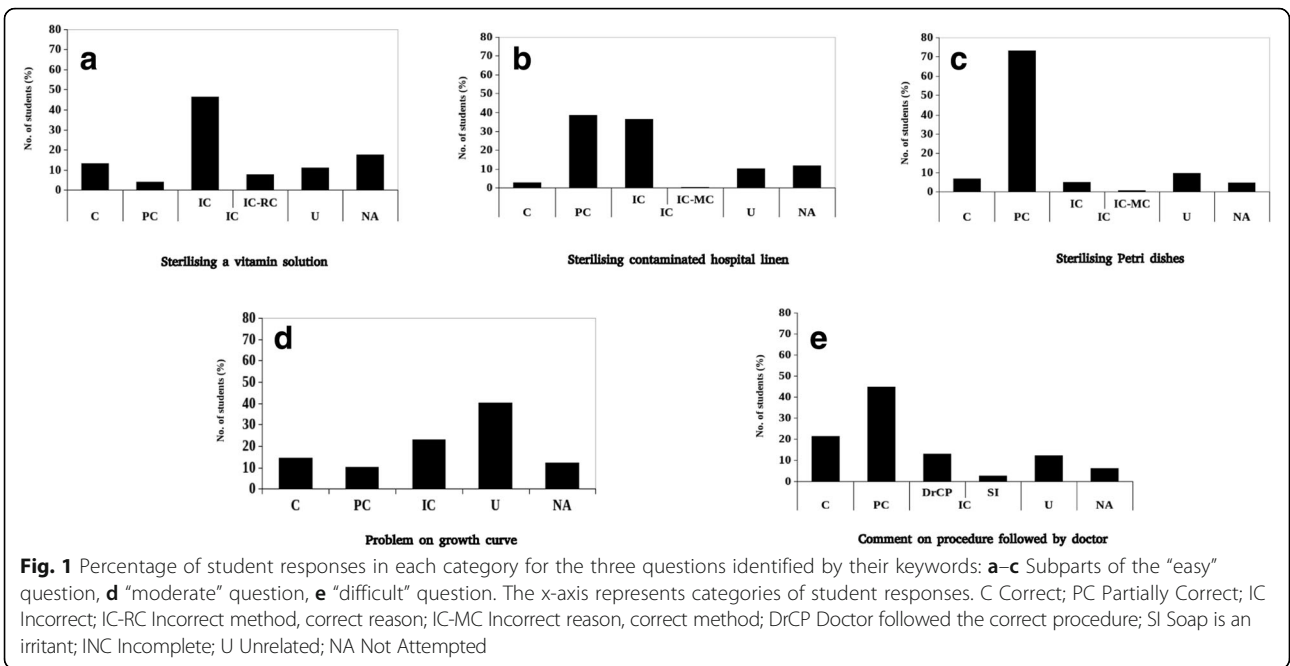 a
No. of students (%)
80
70
60
50
40
30
20
10
0
C PC IC IC-RC U NA
IC
Sterilising a vitamin solution
b
No. of students (%)
80
70
60
50
40
30
20
10
0
C PC IC IC-MC U NA
IC
Sterilising contaminated hospital linen
c
No. of students (%)
80
70
60
50
40
30
20
10
0
C PC IC IC-MC U NA
IC
Sterilising Petri dishes
d
No. of students (%)
80
70
60
50
40
30
20
10
0
C PC IC U NA
Problem on growth curve
e
No. of students (%)
80
70
60
50
40
30
20
10
0
C PC DrCP SI U NA
IC
Comment on procedure followed by doctor
Fig. 1 Percentage of student responses in each category for the three questions identified by their keywords: a–c Subparts of the “easy”
question, d “moderate” question, e “difficult” question. The x-axis represents categories of student responses. C Correct; PC Partially Correct; IC
Incorrect; IC-RC Incorrect method, correct reason; IC-MC Incorrect reason, correct method; DrCP Doctor followed the correct procedure; SI Soap is an
irritant; INC Incomplete; U Unrelated; NA Not Attempted